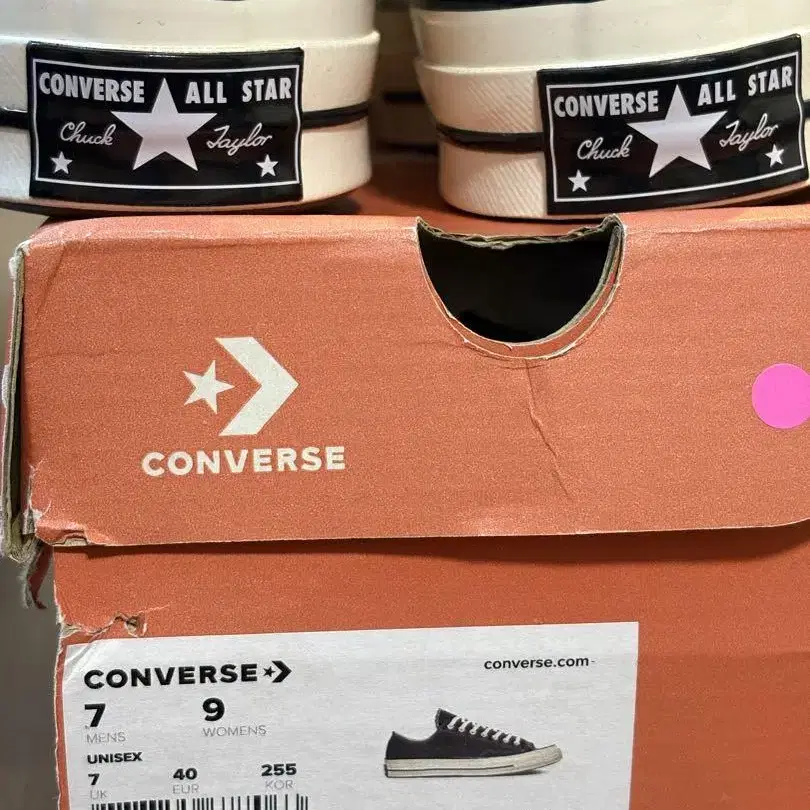 CONVERSE ALL STAR
Chuck Taylor
CONVERSE ALL STAR
Chuck Taylor
CONVERSE
CONVERSE
converse.com
7 9
MENS WOMENS
UNISEX
7 40 255
UK EUR KOR